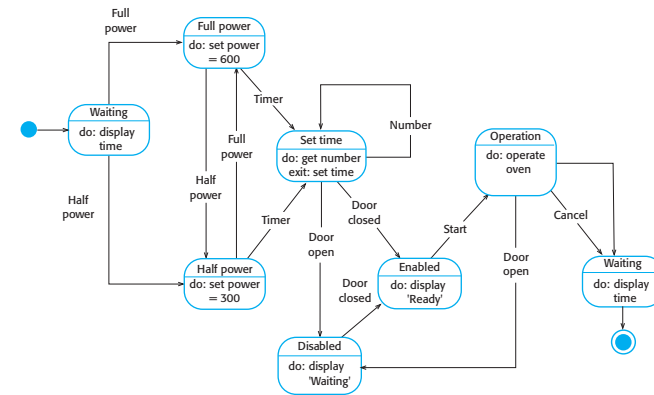 Full
power
Full power
do: set power
= 600
Waiting
do: display
time
Half
power
Half
power
Full
power
Timer
Timer
Half power
do: set power
= 300
Set time
do: get number
exit: set time
Number
Door
closed
Door
open
Door
closed
Disabled
do: display
'Waiting'
Enabled
do: display
'Ready'
Start
Operation
do: operate
oven
Door
open
Cancel
Waiting
do: display
time